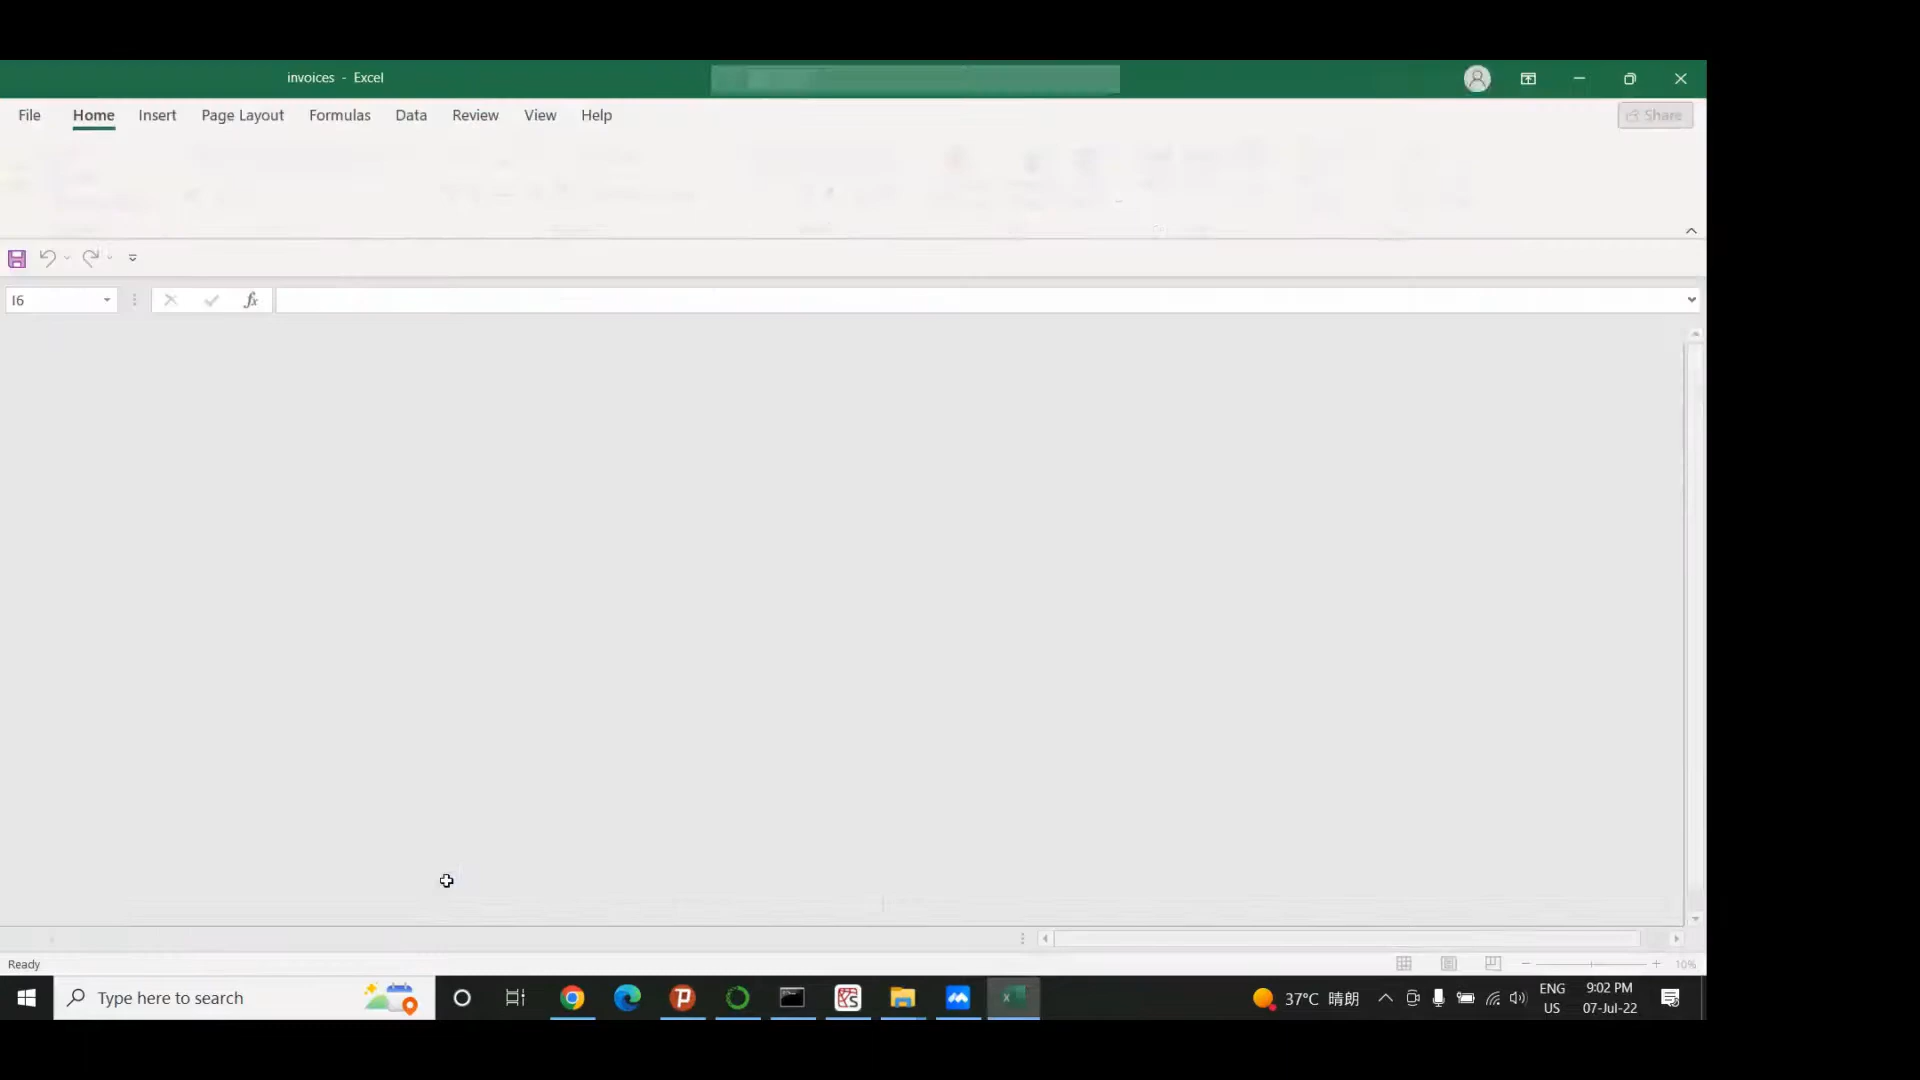 invoices - Excel
File Home Insert Page Layout Formulas Data Review View Help
Share
I6
fx
Ready
10%
Type here to search
37°C 晴朗
ENG
US
9:02 PM
07-Jul-22